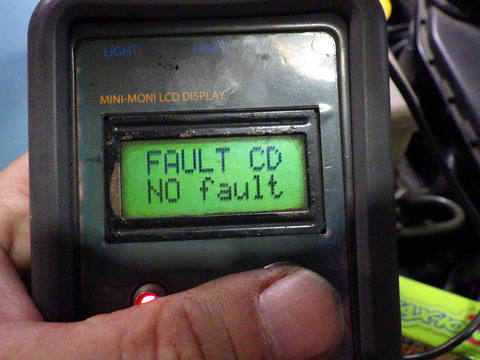 LIGHT
MINI-MONI LCD DISPLAY
FAULT CD
NO fault